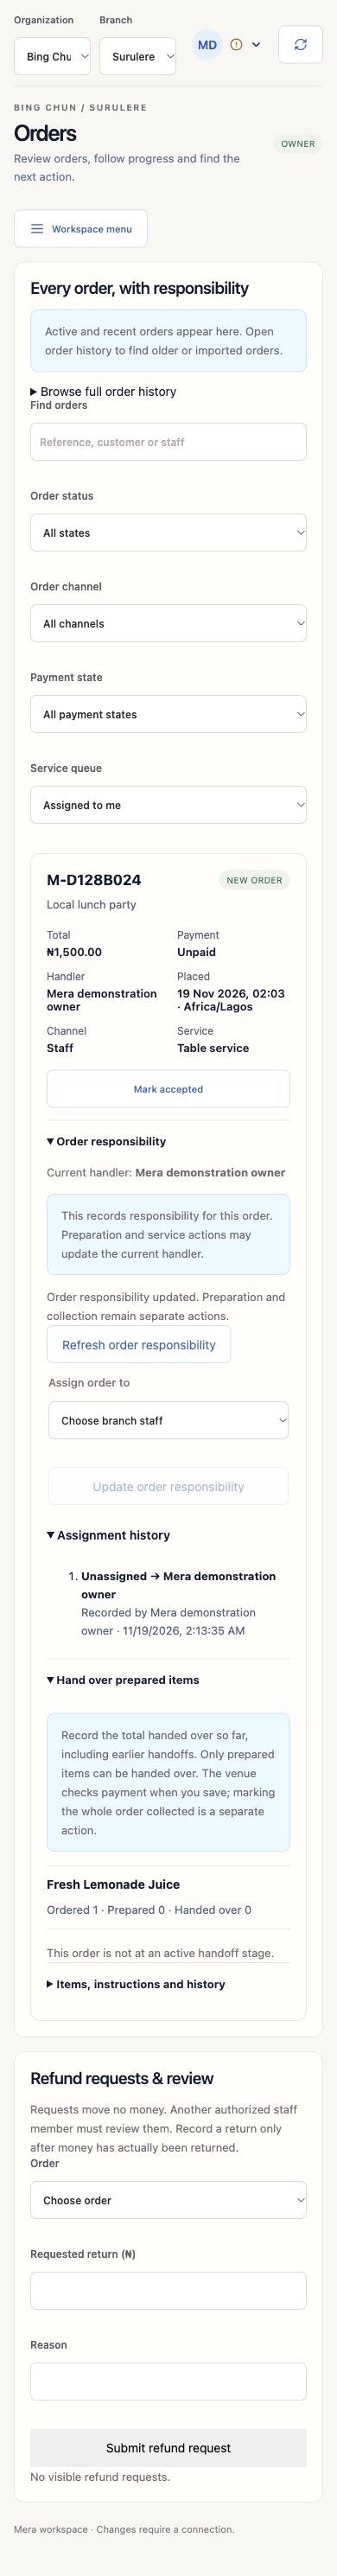 Organization
Branch
Bing Chu
Surulere
MD
BING CHUN / SURULERE
Orders
Review orders, follow progress and find the
next action.
OWNER
Workspace menu
Every order, with responsibility
Active and recent orders appear here. Open
order history to find older or imported orders.
Browse full order history
Find orders
Reference, customer or staff
Order status
All states
Order channel
All channels
Payment state
All payment states
Service queue
Assigned to me
M-D128B024
NEW ORDER
Local lunch party
Total
Payment
₦1,500.00
Unpaid
Handler
Placed
Mera demonstration
owner
19 Nov 2026, 02:03
· Africa/Lagos
Channel
Service
Staff
Table service
Mark accepted
Order responsibility
Current handler: Mera demonstration owner
This records responsibility for this order.
Preparation and service actions may
update the current handler.
Order responsibility updated. Preparation and
collection remain separate actions.
Refresh order responsibility
Assign order to
Choose branch staff
Update order responsibility
Assignment history
1. Unassigned → Mera demonstration
owner
Recorded by Mera demonstration
owner · 11/19/2026, 2:13:35 AM
Hand over prepared items
Record the total handed over so far,
including earlier handoffs. Only prepared
items can be handed over. The venue
checks payment when you save; marking
the whole order collected is a separate
action.
Fresh Lemonade Juice
Ordered 1 · Prepared 0 · Handed over 0
This order is not at an active handoff stage.
Items, instructions and history
Refund requests & review
Requests move no money. Another authorized staff
member must review them. Record a return only
after money has actually been returned.
Order
Choose order
Requested return (₦)
Reason
Submit refund request
No visible refund requests.
Mera workspace · Changes require a connection.